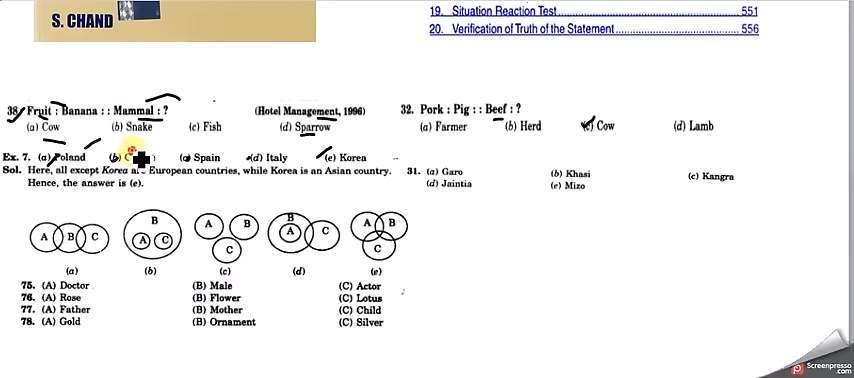 S. CHAND
19. Situation Reaction Test 551
20. Verification of Truth of the Statement 556
38. Fruit : Banana : : Mammal : ? (Hotel Management, 1996)
(a) Cow (b) Snake (c) Fish (d) Sparrow
32. Pork : Pig : : Beef : ?
(a) Farmer (b) Herd (c) Cow (d) Lamb
Ex. 7. (a) Poland (b) (c) Spain (d) Italy (e) Korea
Sol. Here, all except Korea are European countries, while Korea is an Asian country.
Hence, the answer is (e).
31. (a) Garo (b) Khasi (c) Kangra
(d) Jaintia (e) Mizo
A B C
B A C
A B C
B A C
A B C
(a) (b) (c) (d) (e)
75. (A) Doctor (B) Male (C) Actor
76. (A) Rose (B) Flower (C) Lotus
77. (A) Father (B) Mother (C) Child
78. (A) Gold (B) Ornament (C) Silver
Screenpresso
.com